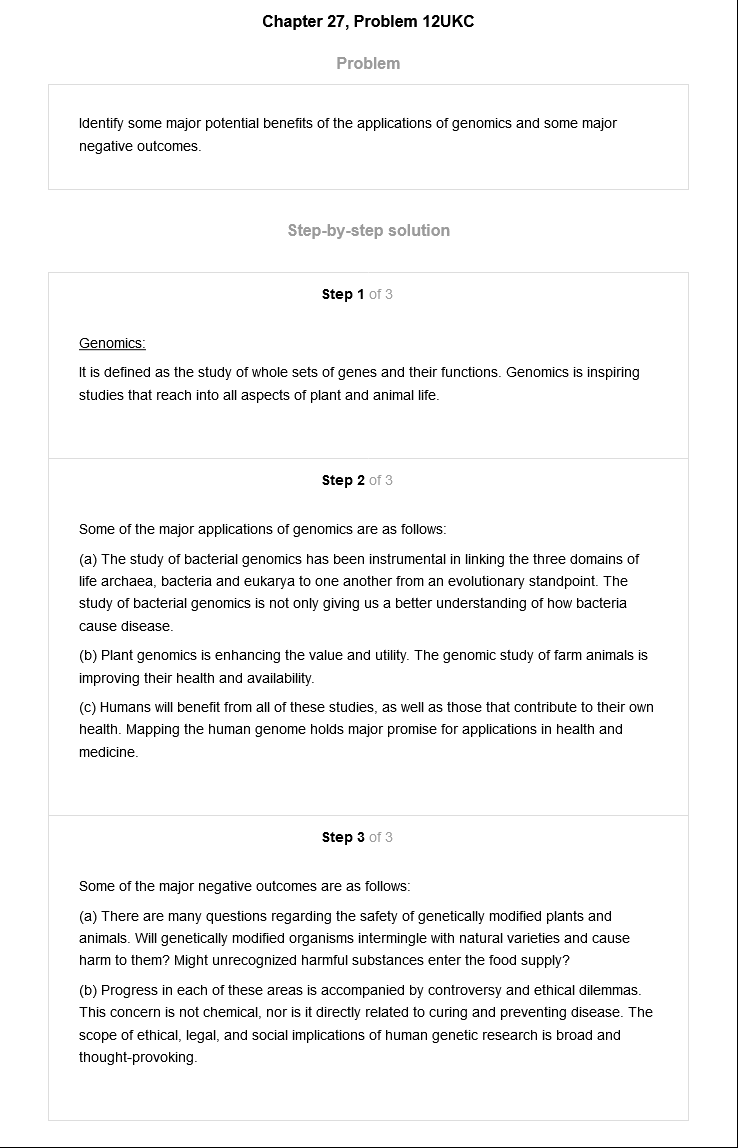 Chapter 27, Problem 12UKC
Problem
Identify some major potential benefits of the applications of genomics and some major
negative outcomes.
Step-by-step solution
Step 1 of 3
Genomics:
It is defined as the study of whole sets of genes and their functions. Genomics is inspiring
studies that reach into all aspects of plant and animal life.
Step 2 of 3
Some of the major applications of genomics are as follows:
(a) The study of bacterial genomics has been instrumental in linking the three domains of
life archaea, bacteria and eukarya to one another from an evolutionary standpoint. The
study of bacterial genomics is not only giving us a better understanding of how bacteria
cause disease.
(b) Plant genomics is enhancing the value and utility. The genomic study of farm animals is
improving their health and availability.
(c) Humans will benefit from all of these studies, as well as those that contribute to their own
health. Mapping the human genome holds major promise for applications in health and
medicine.
Step 3 of 3
Some of the major negative outcomes are as follows:
(a) There are many questions regarding the safety of genetically modified plants and
animals. Will genetically modified organisms intermingle with natural varieties and cause
harm to them? Might unrecognized harmful substances enter the food supply?
(b) Progress in each of these areas is accompanied by controversy and ethical dilemmas.
This concern is not chemical, nor is it directly related to curing and preventing disease. The
scope of ethical, legal, and social implications of human genetic research is broad and
thought-provoking.